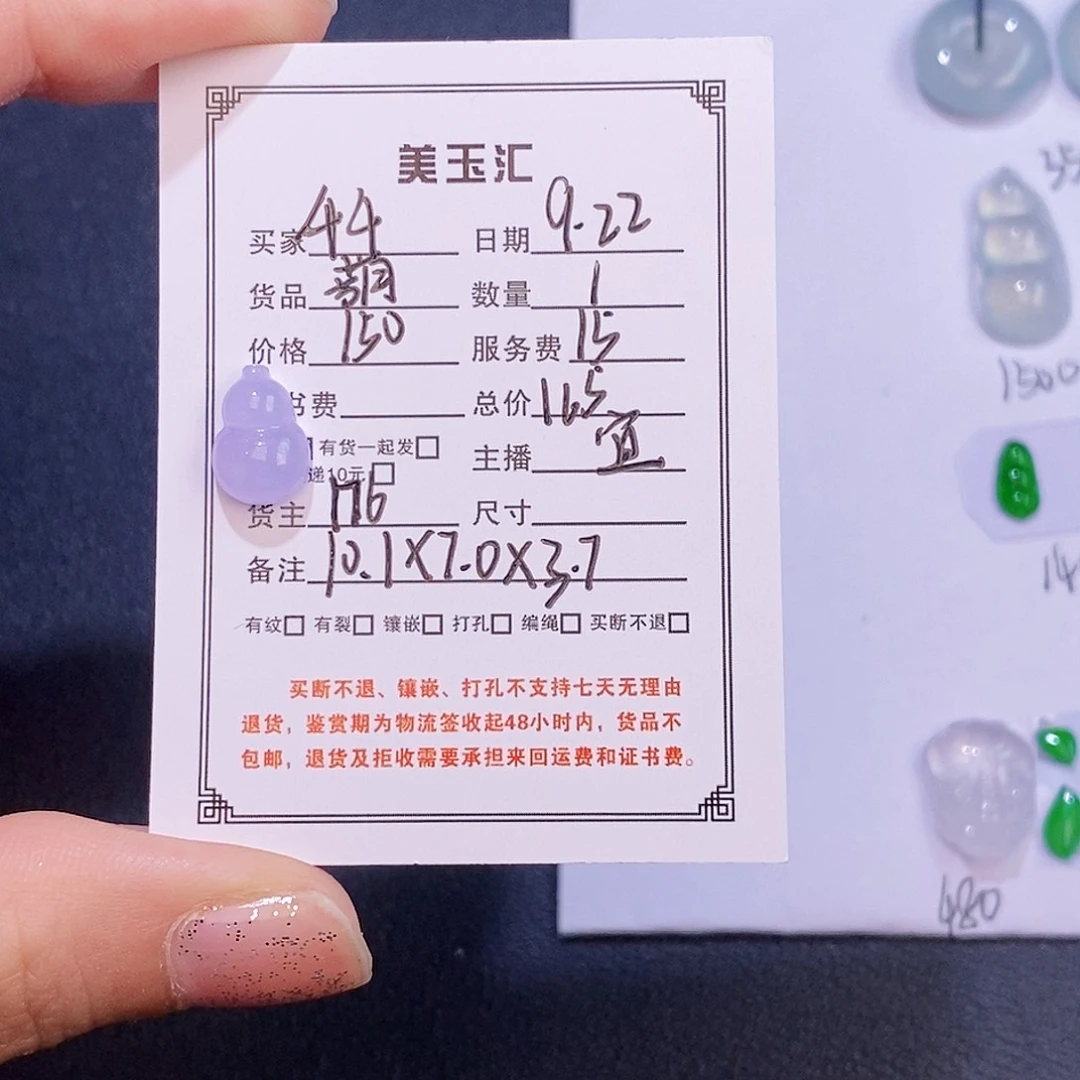 美玉汇
买家 44 日期 9.22
货品 葫 数量 1
价格 150 服务费 15
书费 总价 165
有货一起发□ 主播 宜
递10元□
货主 176 尺寸
备注 10.1X7.0X3.7
有纹□ 有裂□ 镶嵌□ 打孔□ 编绳□ 买断不退□
买断不退、镶嵌、打孔不支持七天无理由
退货，鉴赏期为物流签收起48小时内，货品不
包邮，退货及拒收需要承担来回运费和证书费。
35
1500
14
480